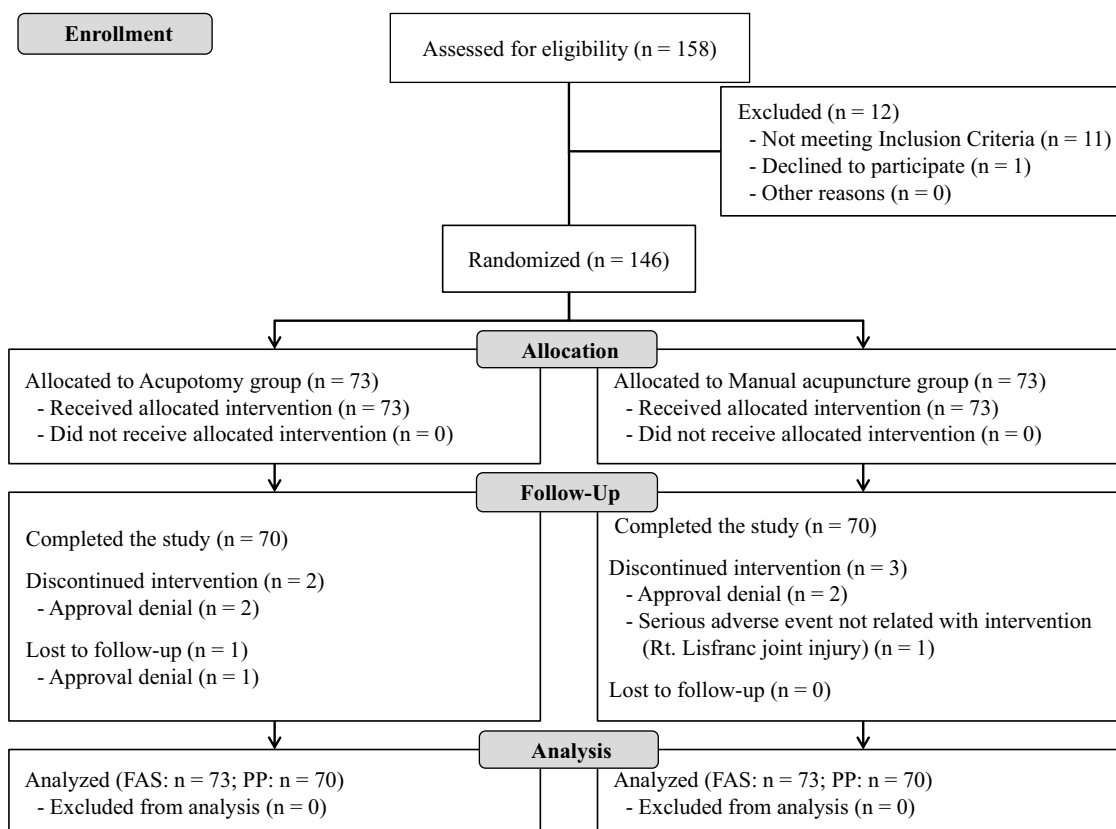 Enrollment
Assessed for eligibility (n = 158)
Excluded (n = 12)
- Not meeting Inclusion Criteria (n = 11)
- Declined to participate (n = 1)
- Other reasons (n = 0)
Randomized (n = 146)
Allocation
Allocated to Acupotomy group (n = 73)
- Received allocated intervention (n = 73)
- Did not receive allocated intervention (n = 0)
Allocated to Manual acupuncture group (n = 73)
- Received allocated intervention (n = 73)
- Did not receive allocated intervention (n = 0)
Follow-Up
Completed the study (n = 70)
Discontinued intervention (n = 2)
- Approval denial (n = 2)
Lost to follow-up (n = 1)
- Approval denial (n = 1)
Completed the study (n = 70)
Discontinued intervention (n = 3)
- Approval denial (n = 2)
- Serious adverse event not related with intervention
(Rt. Lisfranc joint injury) (n = 1)
Lost to follow-up (n = 0)
Analysis
Analyzed (FAS: n = 73; PP: n = 70)
- Excluded from analysis (n = 0)
Analyzed (FAS: n = 73; PP: n = 70)
- Excluded from analysis (n = 0)